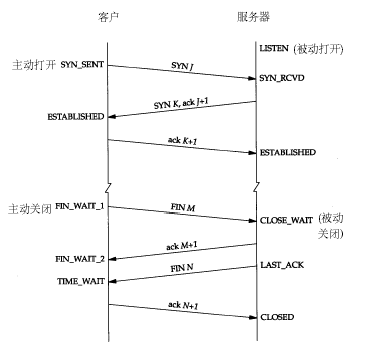 客户 服务器
LISTEN (被动打开)
主动打开 SYN_SENT
SYN J
SYN_RCVD
SYN K, ack J+1
ESTABLISHED
ack K+1
ESTABLISHED
主动关闭 FIN_WAIT_1
FIN M
CLOSE_WAIT (被动
关闭)
ack M+1
FIN_WAIT_2
FIN N
LAST_ACK
TIME_WAIT
ack N+1
CLOSED